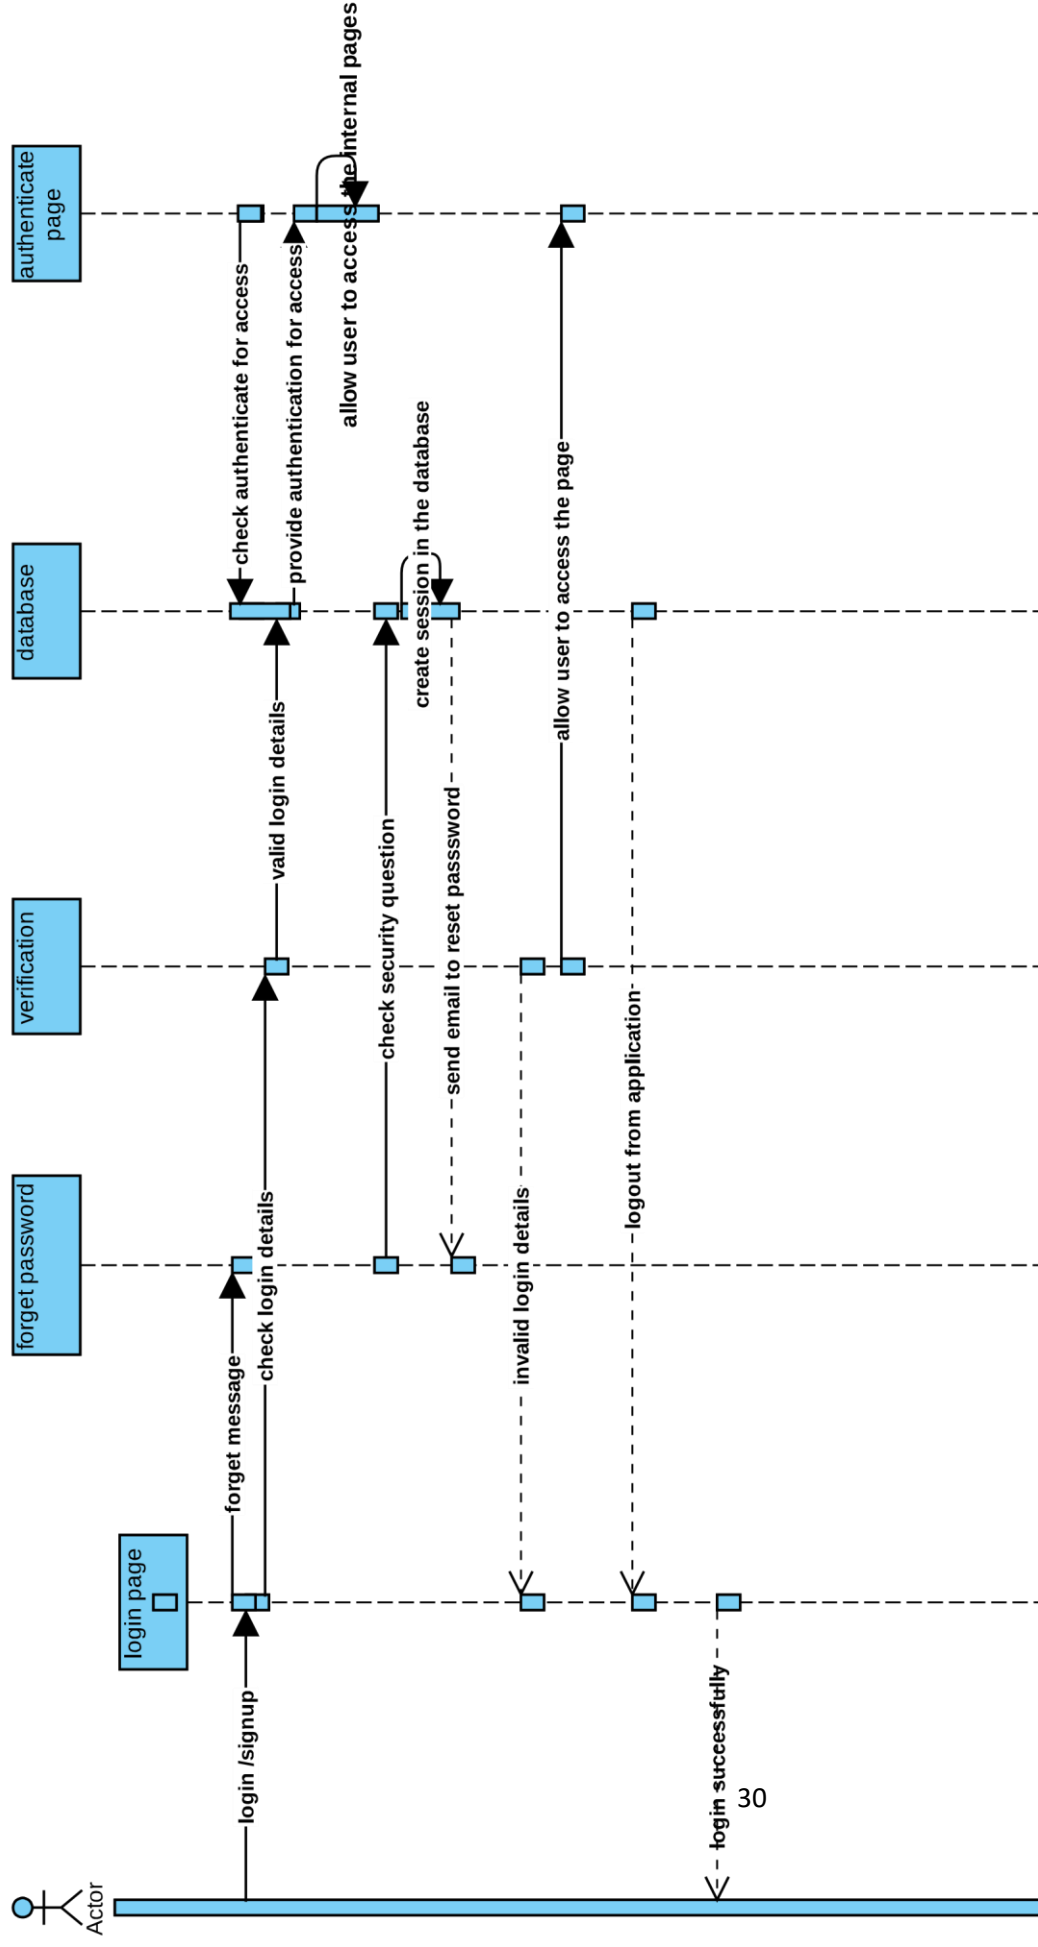 Actor
login page
forget password
verification
database
authenticate
page
login /signup
forget message
check login details
valid login details
check authenticate for access
provide authentication for access
allow user to access the internal pages
check security question
create session in the database
send email to reset passsword
invalid login details
allow user to access the page
logout from application
login successfully
30